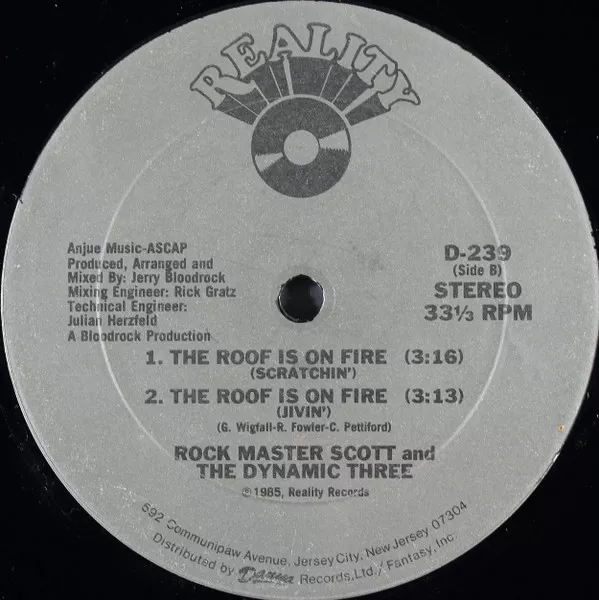 REALITY
Anjue Music-ASCAP
Produced, Arranged and
Mixed By: Jerry Bloodrock
Mixing Engineer: Rick Gratz
Technical Engineer:
Julian Herzfeld
A Bloodrock Production
D-239
(Side B)
STEREO
33⅓ RPM
1. THE ROOF IS ON FIRE (3:16)
(SCRATCHIN')
2. THE ROOF IS ON FIRE (3:13)
(JIVIN')
(G. Wigfall-R. Fowler-C. Pettiford)
ROCK MASTER SCOTT and
THE DYNAMIC THREE
℗1985, Reality Records
592 Communipaw Avenue, Jersey City, New Jersey 07304
Distributed by Danya Records, Ltd. / Fantasy, Inc